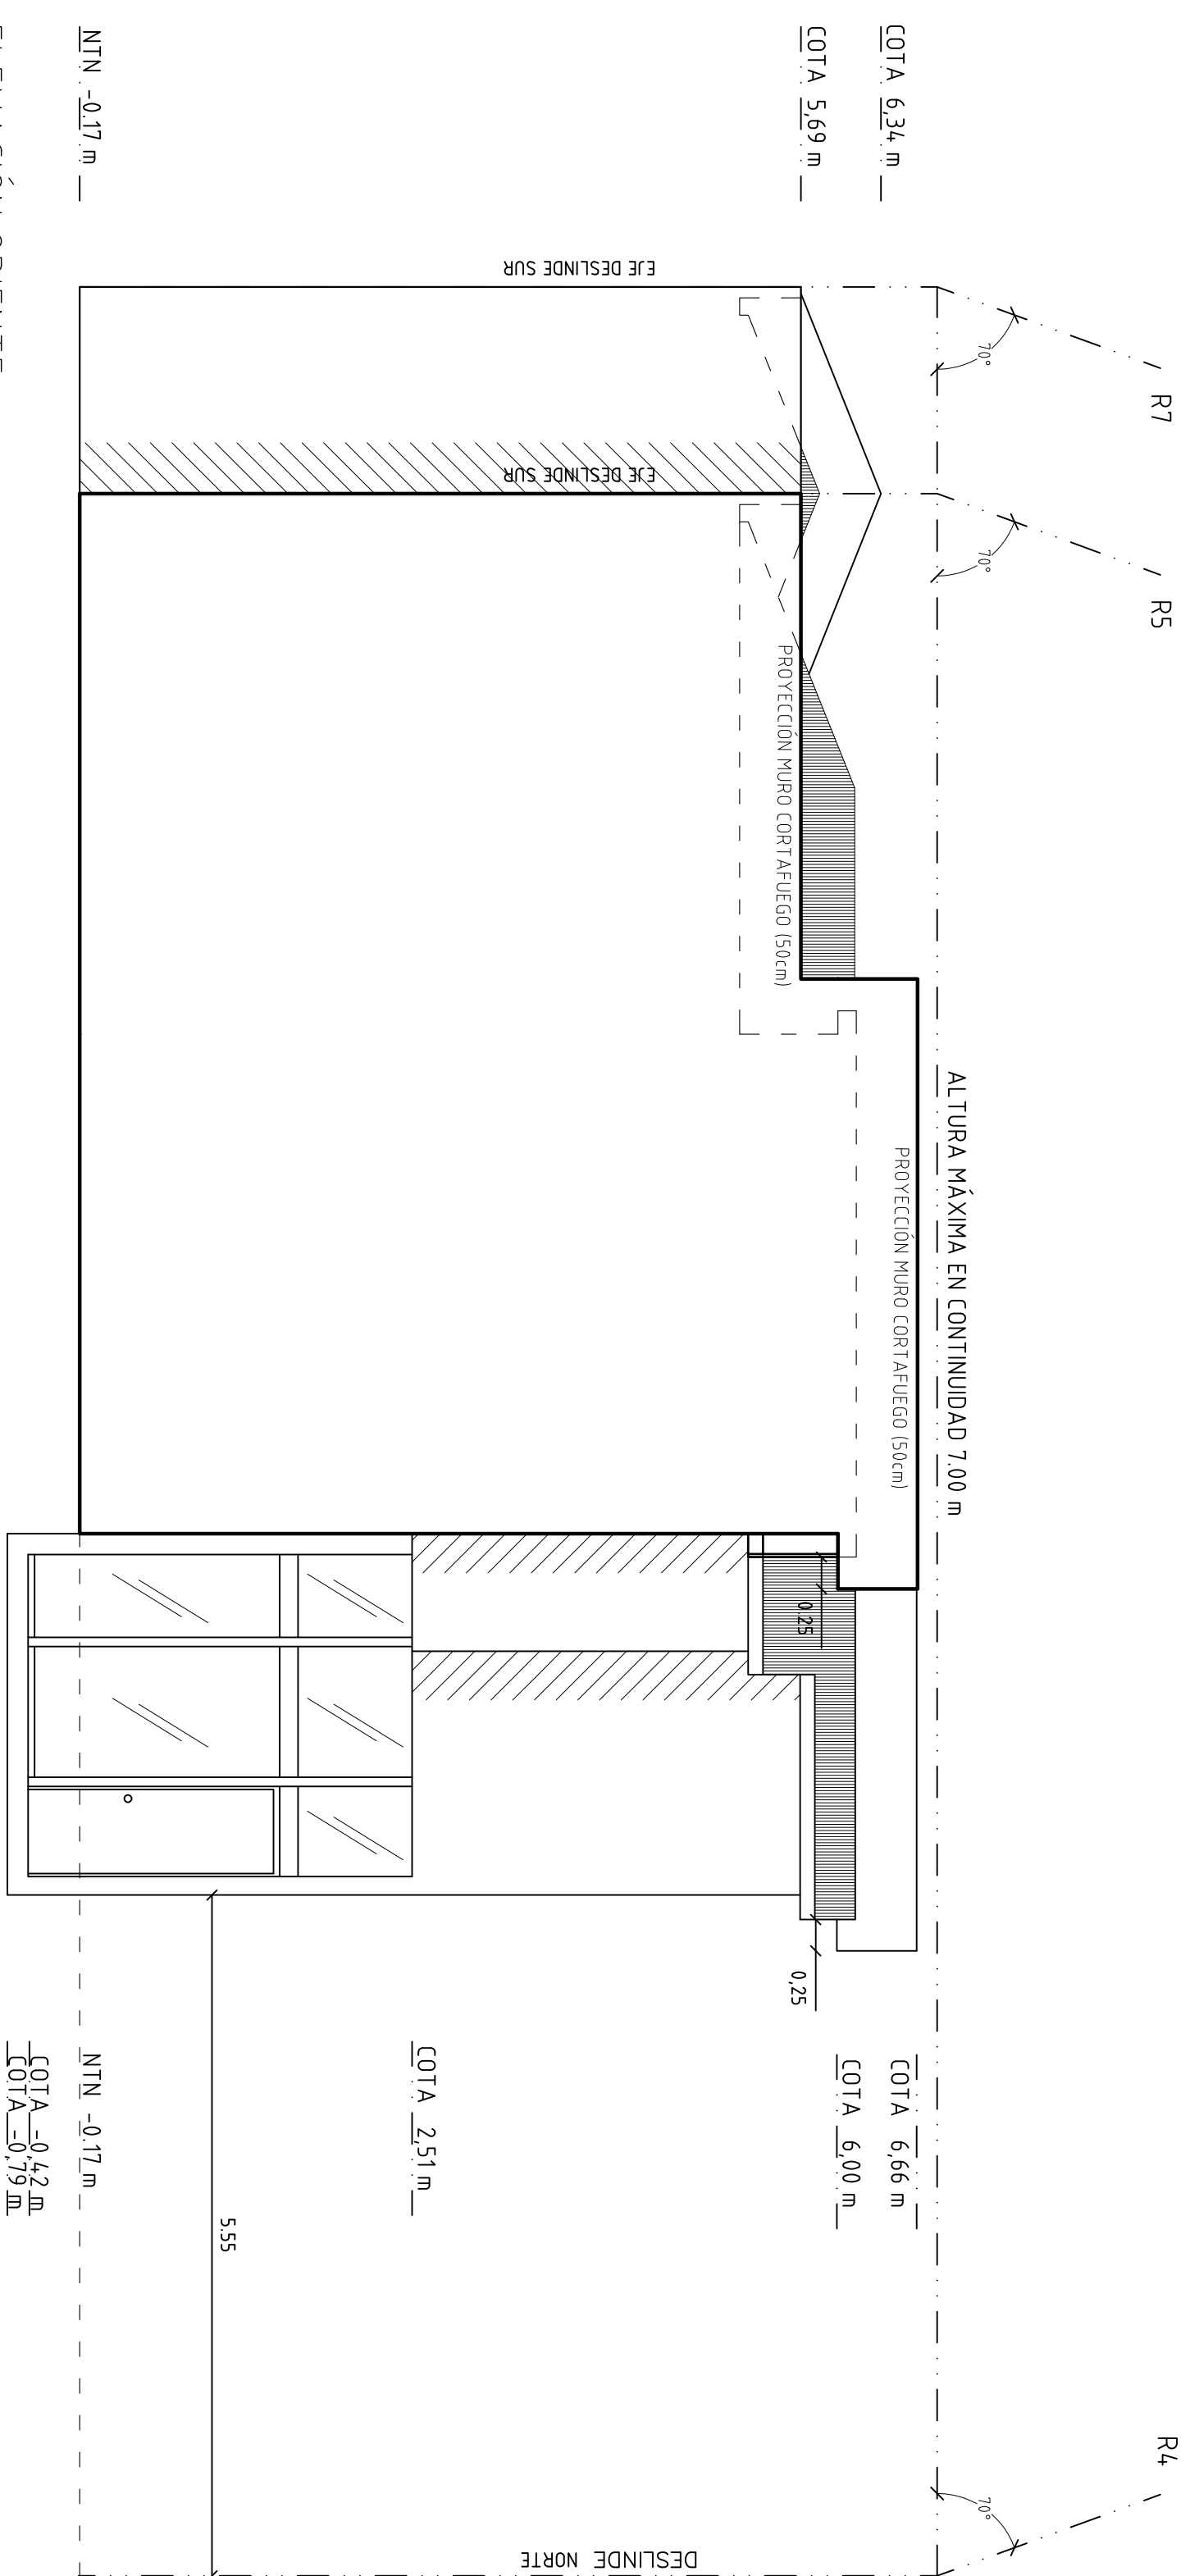 R7
R5
R4
70°
70°
70°
ALTURA MÁXIMA EN CONTINUIDAD 7.00 m
COTA 6,34 m
COTA 5,69 m
NTN -0.17 m
EJE DESLINDE SUR
EJE DESLINDE SUR
PROYECCIÓN MURO CORTAFUEGO (50cm)
PROYECCIÓN MURO CORTAFUEGO (50cm)
0.25
0,25
COTA 6,66 m
COTA 6,00 m
COTA 2,51 m
NTN -0.17 m
COTA -0,42 m
COTA -0,79 m
5.55
DESLINDE NORTE